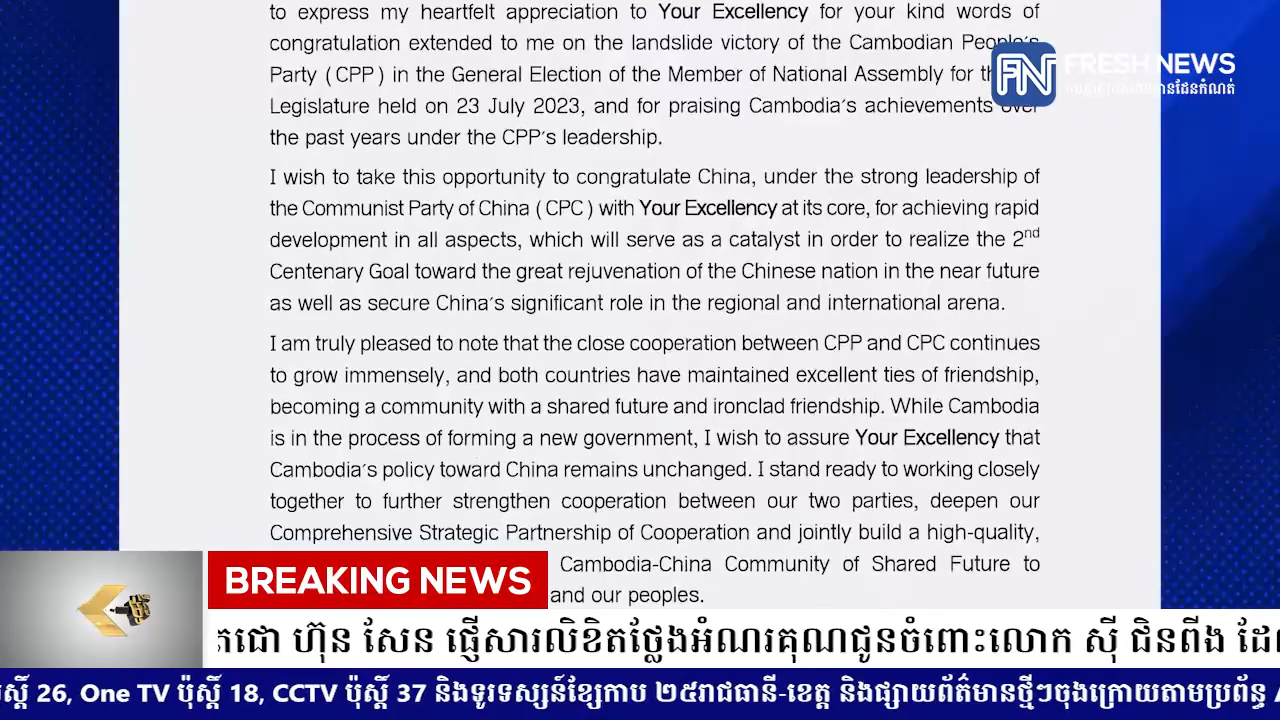 to express my heartfelt appreciation to Your Excellency for your kind words of
congratulation extended to me on the landslide victory of the Cambodian People's
Party (CPP) in the General Election of the Member of National Assembly for
Legislature held on 23 July 2023, and for praising Cambodia's achievements over
the past years under the CPP's leadership.
FN FRESH NEWS
I wish to take this opportunity to congratulate China, under the strong leadership of
the Communist Party of China (CPC) with Your Excellency at its core, for achieving rapid
development in all aspects, which will serve as a catalyst in order to realize the 2nd
Centenary Goal toward the great rejuvenation of the Chinese nation in the near future
as well as secure China's significant role in the regional and international arena.
I am truly pleased to note that the close cooperation between CPP and CPC continues
to grow immensely, and both countries have maintained excellent ties of friendship,
becoming a community with a shared future and ironclad friendship. While Cambodia
is in the process of forming a new government, I wish to assure Your Excellency that
Cambodia's policy toward China remains unchanged. I stand ready to working closely
together to further strengthen cooperation between our two parties, deepen our
Comprehensive Strategic Partnership of Cooperation and jointly build a high-quality,
Cambodia-China Community of Shared Future to
and our peoples.
BREAKING NEWS
តេជោ ហ៊ុន សែន ផ្ញើសារលិខិតថ្លែងអំណរគុណជូនចំពោះលោក ស៊ី ជិនពីង
26, One TV ប៉ុស្តិ៍ 18, CCTV ប៉ុស្តិ៍ 37 និងទូរទស្សន៍ខ្សែកាប ២៥រាជធានី-ខេត្ត និងផ្សាយព័ត៌មានថ្មីៗចុងក្រោយតាមប្រព័ន្ធ